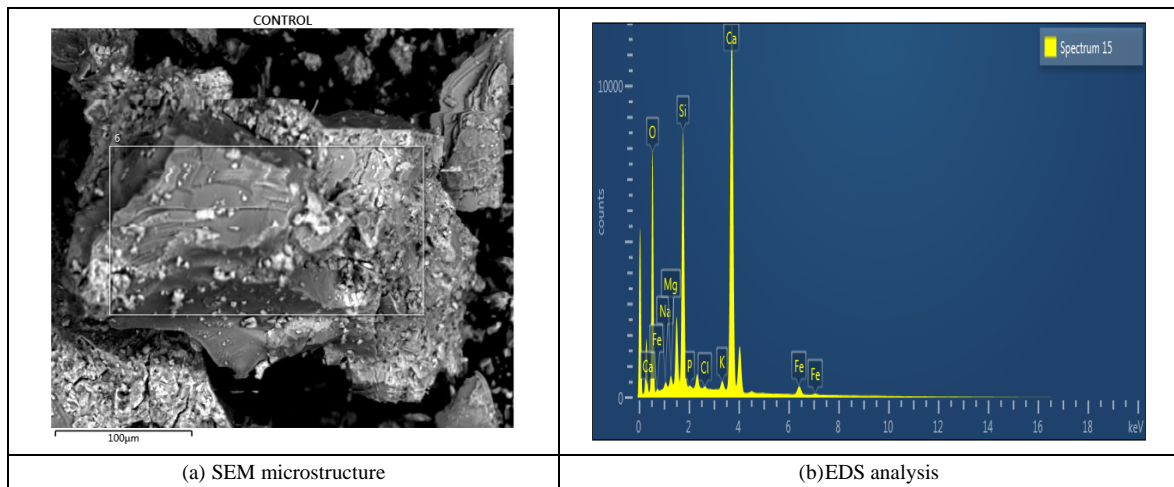 CONTROL
6
100µm
Spectrum 15
10000
0
counts
Ca
O
Si
Mg
Na
Fe
Ca
P
Cl
K
Fe
Fe
0 2 4 6 8 10 12 14 16 18 keV
(a) SEM microstructure
(b)EDS analysis